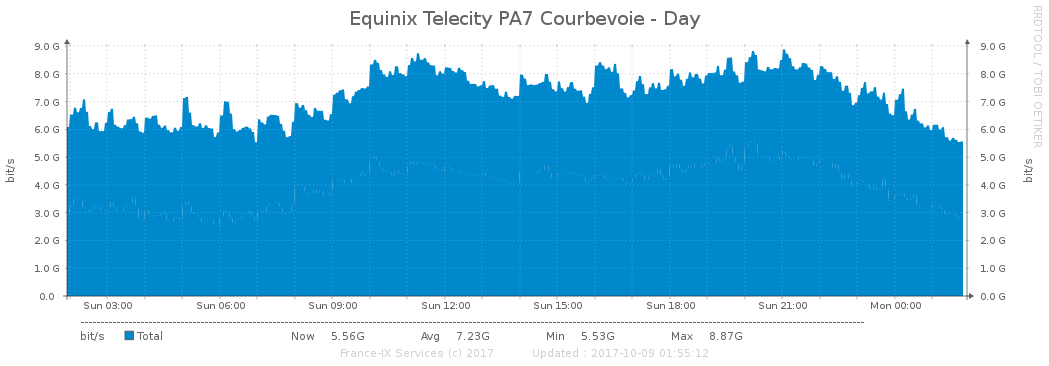 Equinix Telecity PA7 Courbevoie - Day
RRDTOOL / TOBI OETIKER
bit/s
9.0 G
8.0 G
7.0 G
6.0 G
5.0 G
4.0 G
3.0 G
2.0 G
1.0 G
0.0
9.0 G
8.0 G
7.0 G
6.0 G
5.0 G
4.0 G
3.0 G
2.0 G
1.0 G
0.0 G
bit/s
Sun 03:00 Sun 06:00 Sun 09:00 Sun 12:00 Sun 15:00 Sun 18:00 Sun 21:00 Mon 00:00
bit/s Total Now 5.56G Avg 7.23G Min 5.53G Max 8.87G
France-IX Services (c) 2017 Updated : 2017-10-09 01:55:12